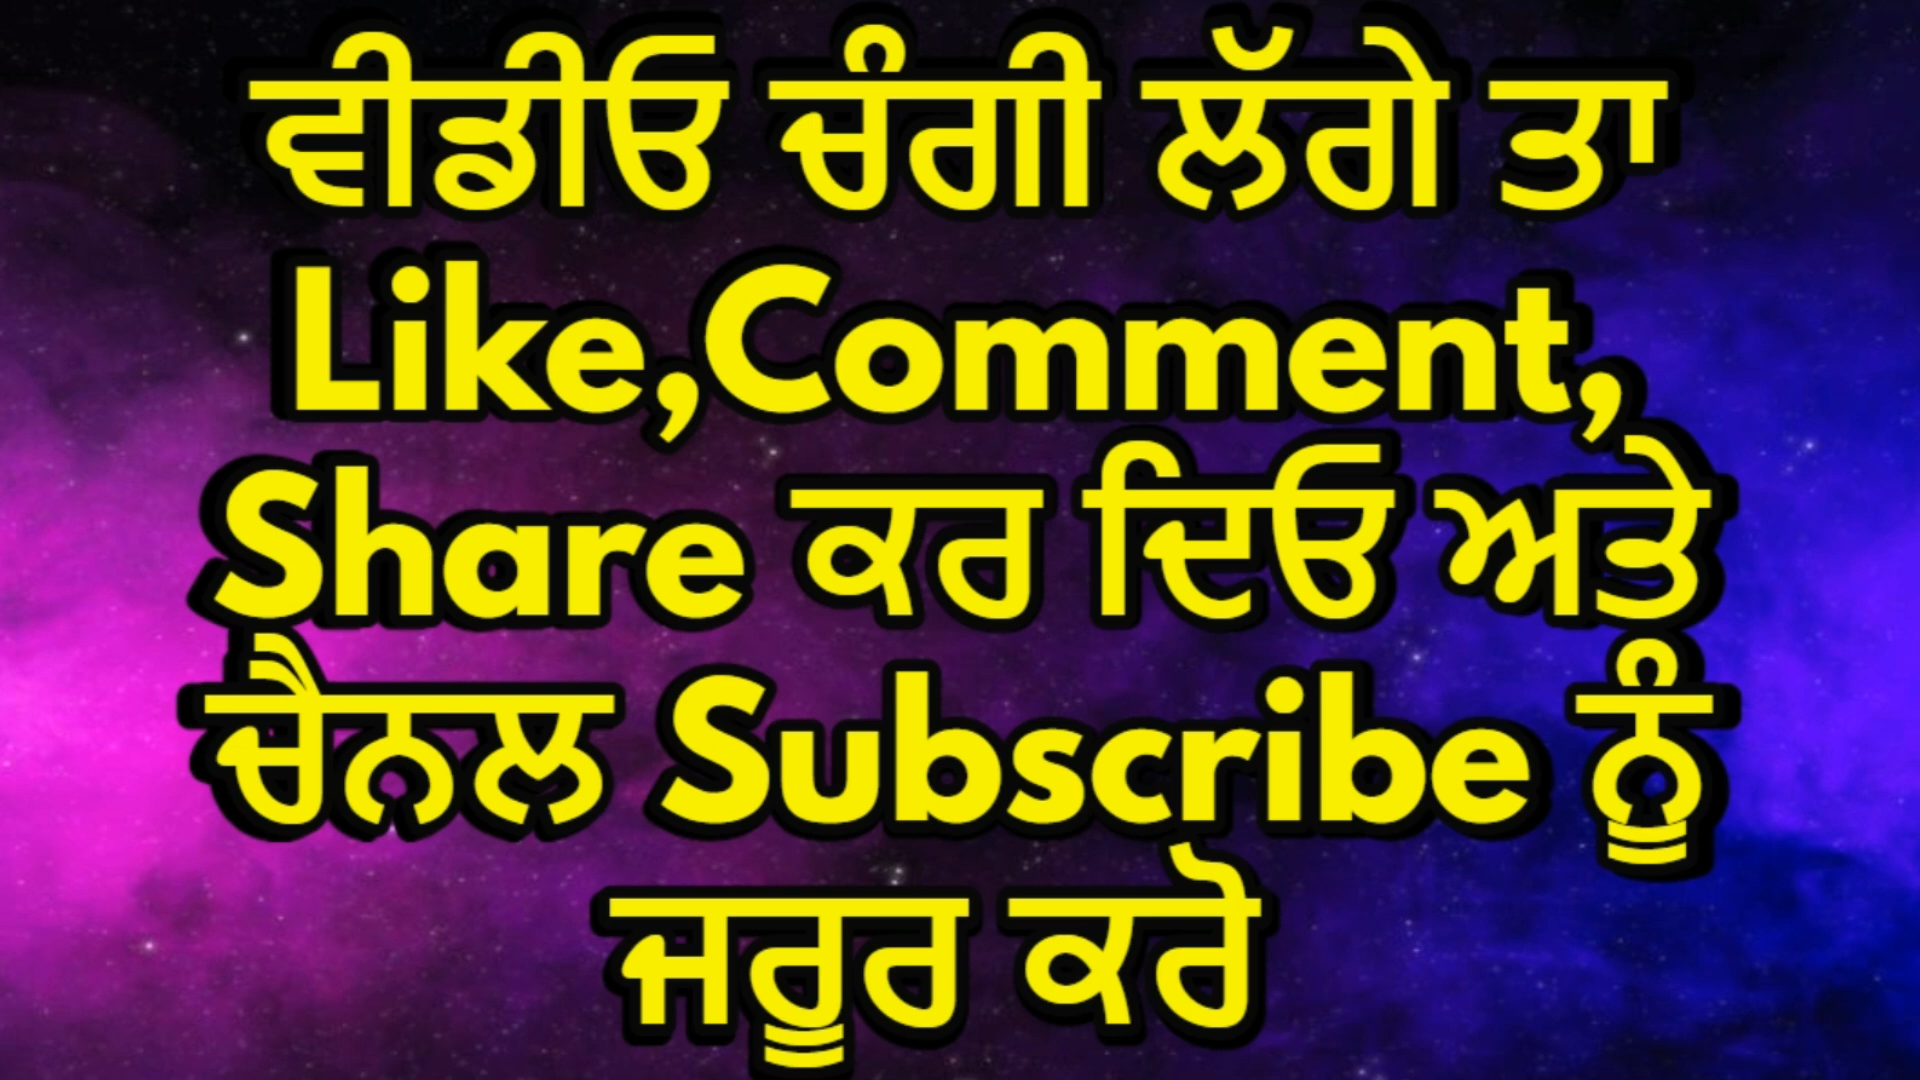 ਵੀਡੀਓ ਚੰਗੀ ਲੱਗੇ ਤਾ
Like,Comment,
Share ਕਰ ਦਿਓ ਅਤੇ
ਚੈਨਲ Subscribe ਨੂੰ
ਜਰੂਰ ਕਰੋ